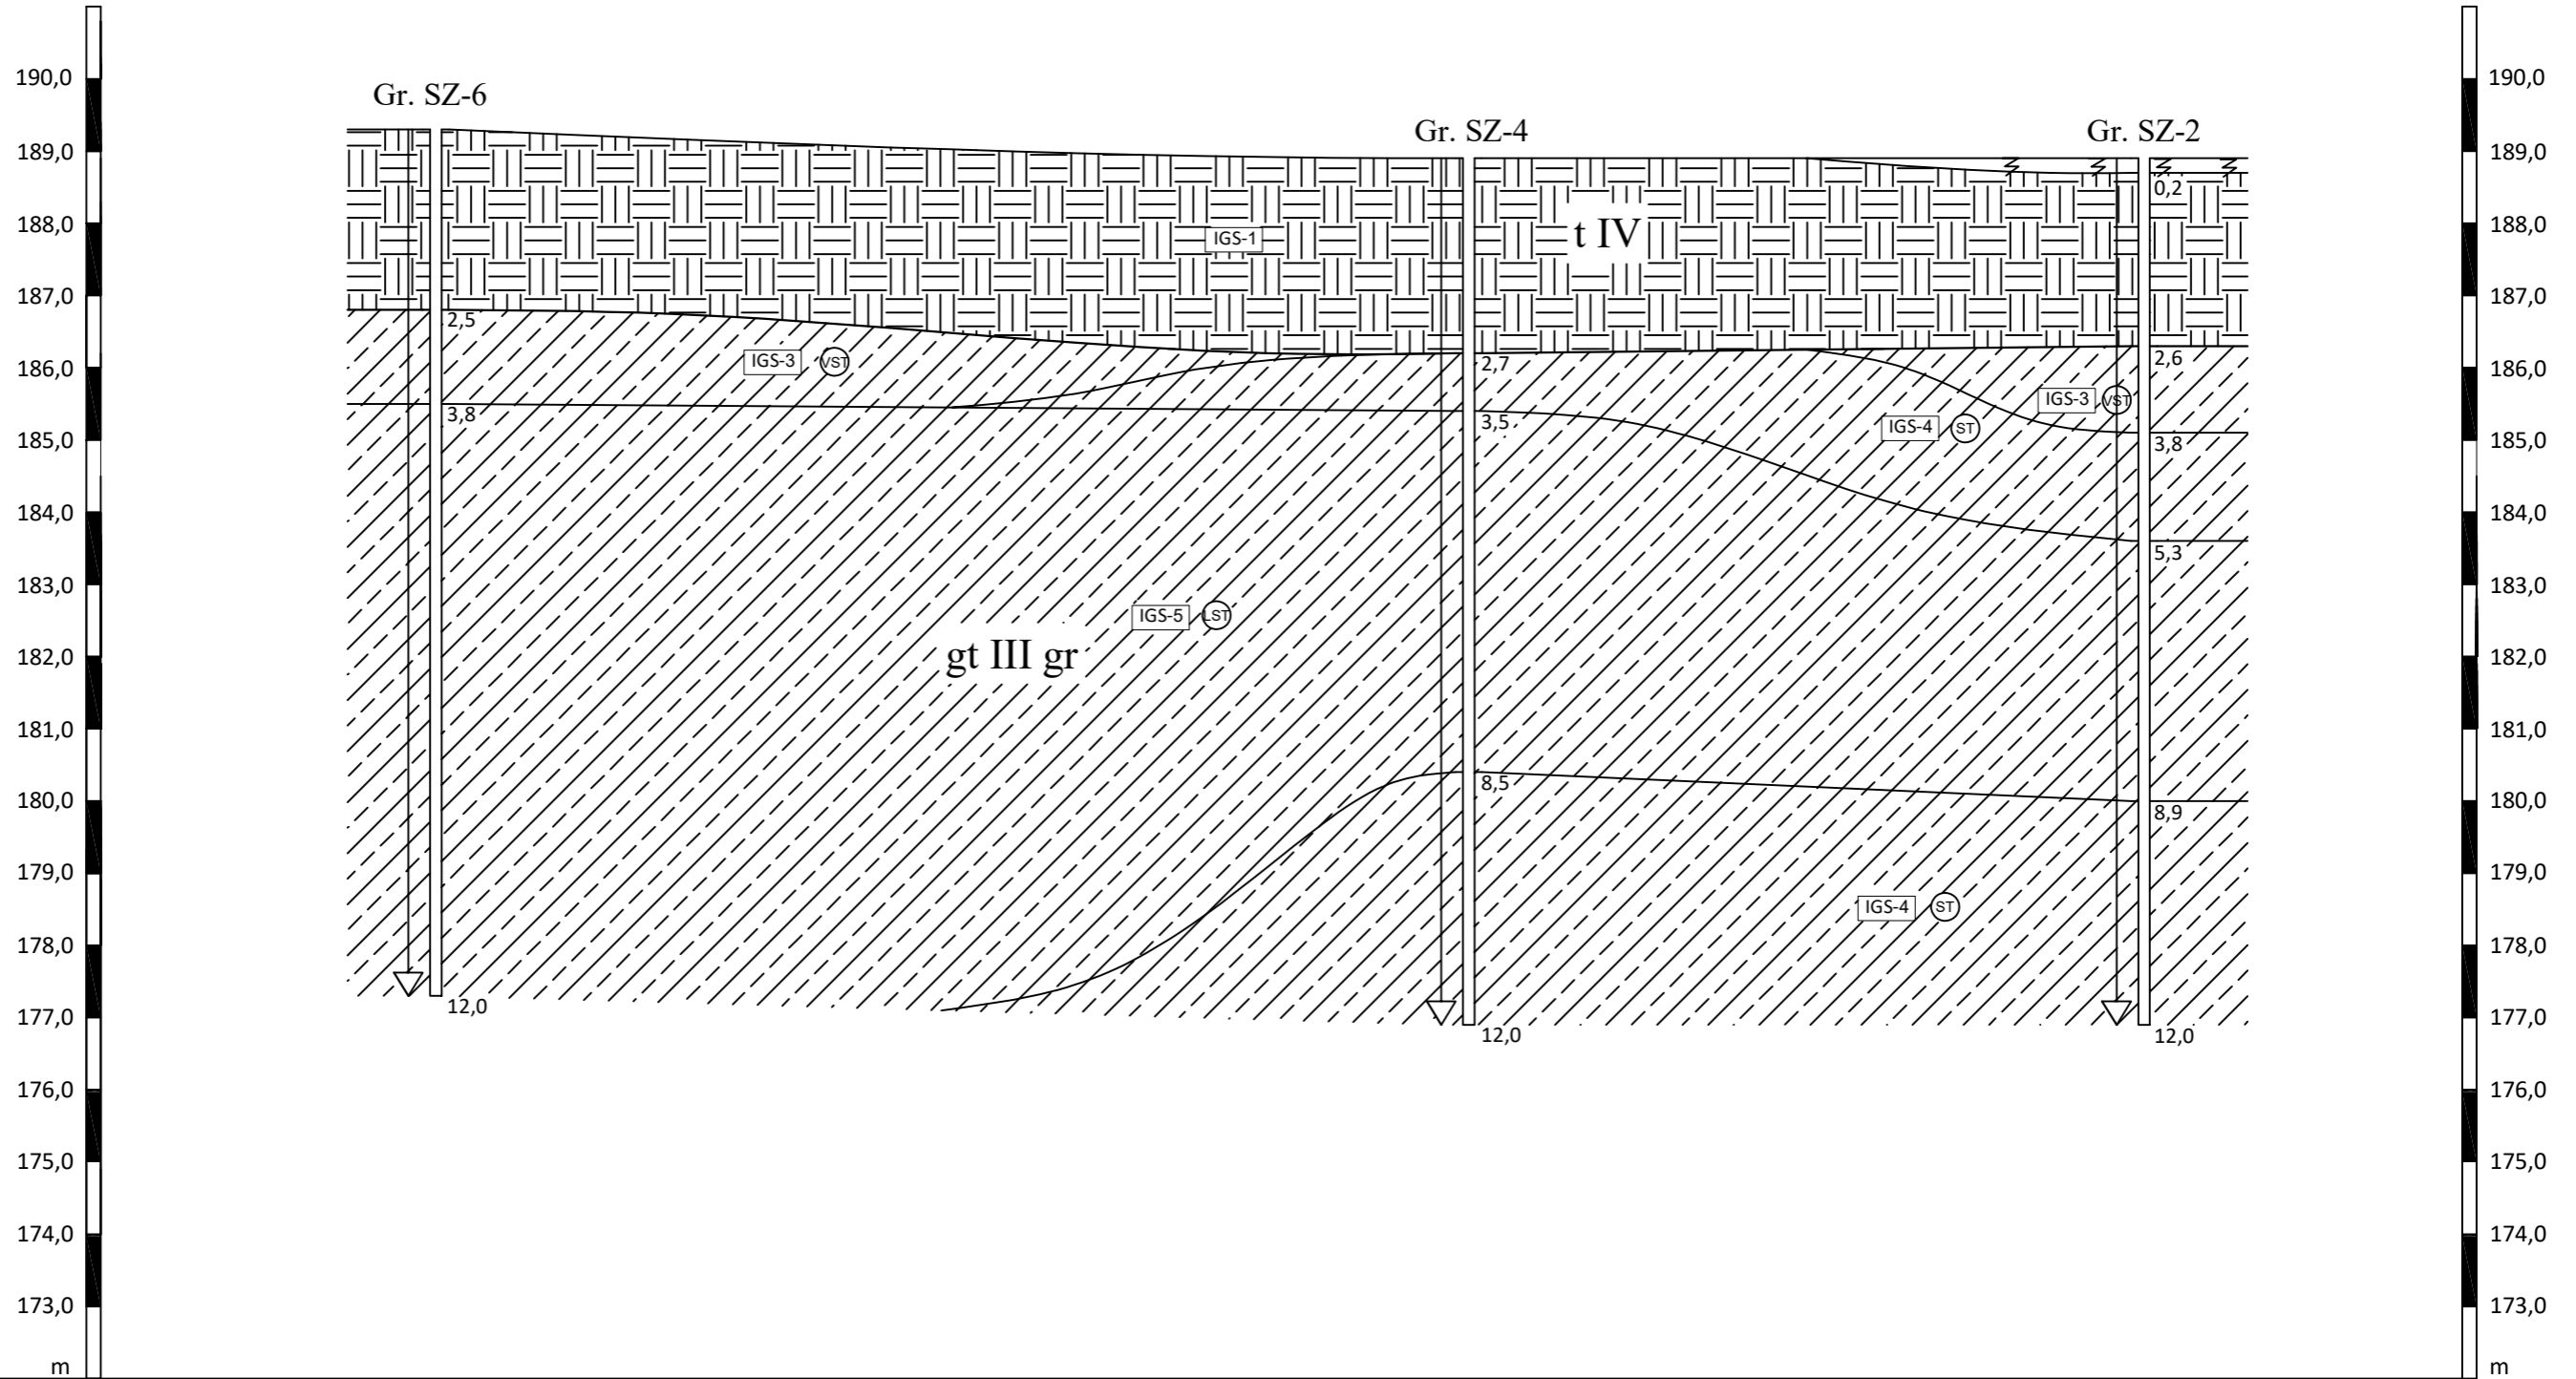 190,0 190,0
Gr. SZ-6
Gr. SZ-4 Gr. SZ-2
189,0 189,0
0,2
188,0 IGS-1 t IV 188,0
187,0 187,0
2,5
186,0 IGS-3 VST 2,7 2,6 186,0
IGS-3 VST
3,8 3,5 IGS-4 ST
185,0 3,8 185,0
184,0 184,0
5,3
183,0 183,0
IGS-5 LST
182,0 gt III gr 182,0
181,0 181,0
8,5
180,0 180,0
8,9
179,0 179,0
IGS-4 ST
178,0 178,0
12,0
177,0 177,0
12,0 12,0
176,0 176,0
175,0 175,0
174,0 174,0
173,0 173,0
m m